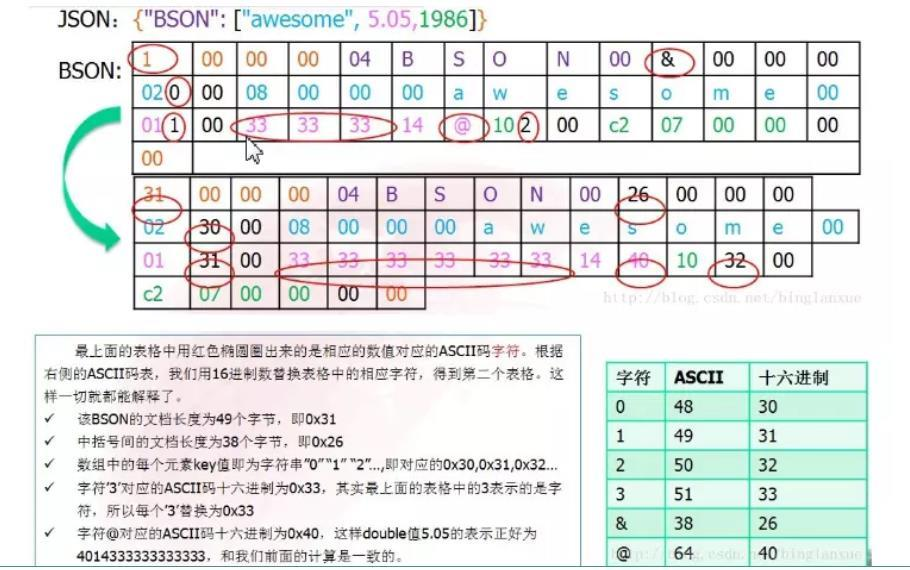 JSON: {"BSON": ["awesome", 5.05,1986]}
BSON:
1 00 00 00 04 B S O N 00 & 00 00 00
02 0 00 08 00 00 00 a w e s o m e 00
01 1 00 33 33 33 14 @ 10 2 00 c2 07 00 00 00
00
31 00 00 00 04 B S O N 00 26 00 00 00
02 30 00 08 00 00 00 a w e s o m e 00
01 31 00 33 33 33 33 33 33 14 40 10 32 00
c2 07 00 00 00 00
http://blog.csdn.net/binglanxue
最上面的表格中用红色椭圆圈出来的是相应的数值对应的ASCII码字符。根据
右侧的ASCII码表，我们用16进制数替换表格中的相应字符，得到第二个表格。这
样一切就都能解释了。
✓ 该BSON的文档长度为49个字节，即0x31
✓ 中括号间的文档长度为38个字节，即0x26
✓ 数组中的每个元素key值即为字符串”0” “1” “2”…,即对应的0x30,0x31,0x32…
✓ 字符’3’对应的ASCII码十六进制为0x33，其实最上面的表格中的3表示的是字
符，所以每个’3’替换为0x33
✓ 字符@对应的ASCII码十六进制为0x40，这样double值5.05的表示正好为
4014333333333333，和我们前面的计算是一致的。
字符 ASCII 十六进制
0 48 30
1 49 31
2 50 32
3 51 33
& 38 26
@ 64 40
http://blog.csdn.net/binglanxue